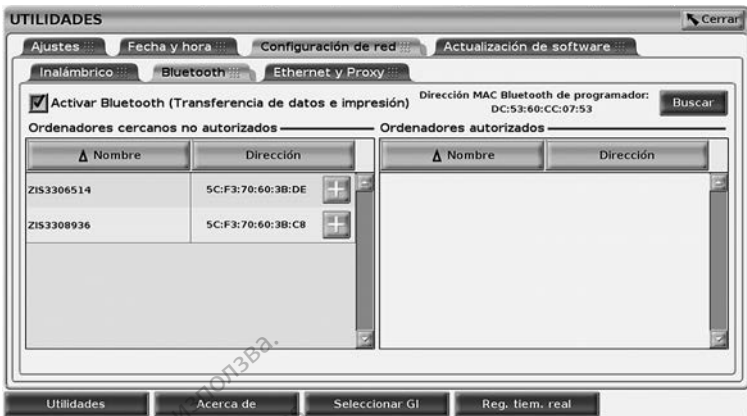 UTILIDADES
Cerrar
Ajustes
Fecha y hora
Configuración de red
Actualización de software
Inalámbrico
Bluetooth
Ethernet y Proxy
Activar Bluetooth (Transferencia de datos e impresión)
Dirección MAC Bluetooth de programador:
DC:53:60:CC:07:53
Buscar
Ordenadores cercanos no autorizados
Ordenadores autorizados
Nombre
Dirección
Nombre
Dirección
ZIS3306514
5C:F3:70:60:3B:DE
ZIS3308936
5C:F3:70:60:3B:C8
Utilidades
Acerca de
Seleccionar GI
Reg. tiem. real